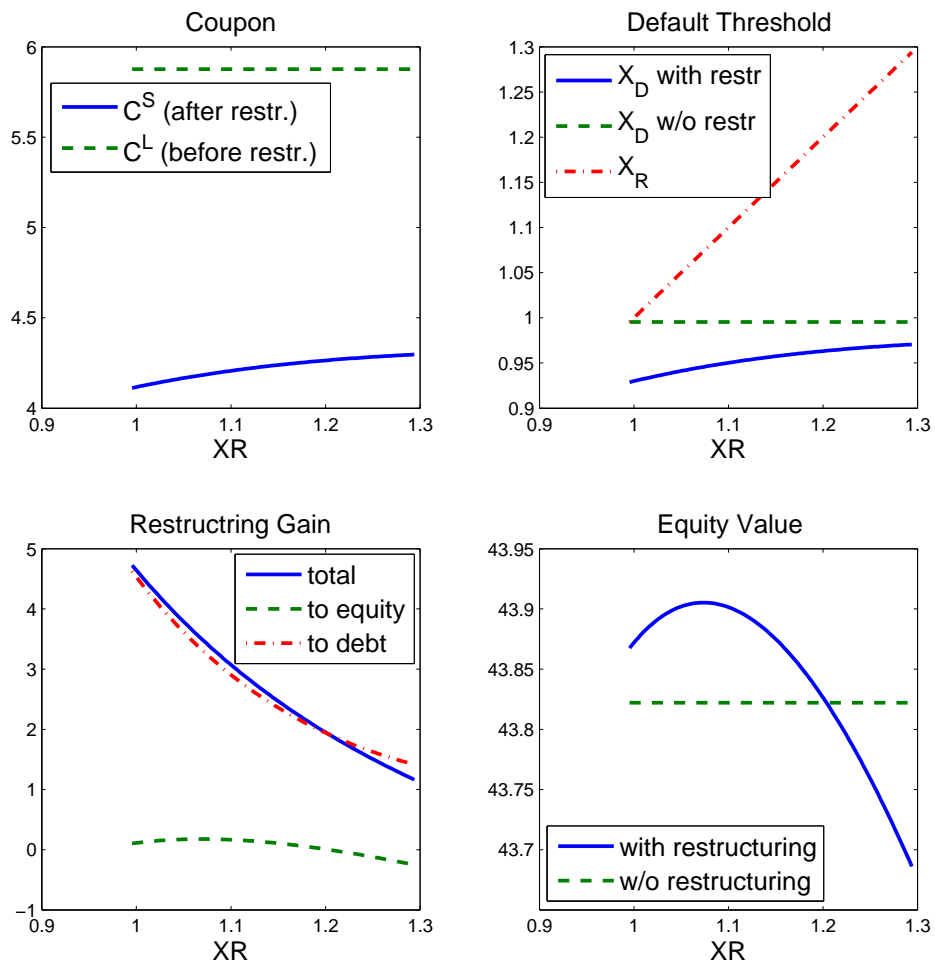 Coupon
6
5.5
5
4.5
4
C^S (after restr.)
C^L (before restr.)
0.9 1 1.1 1.2 1.3
XR
Default Threshold
1.3
1.25
1.2
1.15
1.1
1.05
1
0.95
0.9
X_D with restr
X_D w/o restr
X_R
0.9 1 1.1 1.2 1.3
XR
Restructring Gain
5
4
3
2
1
0
−1
total
to equity
to debt
0.9 1 1.1 1.2 1.3
XR
Equity Value
43.95
43.9
43.85
43.8
43.75
43.7
with restructuring
w/o restructuring
0.9 1 1.1 1.2 1.3
XR